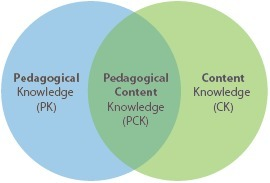 Pedagogical
Knowledge
(PK)
Pedagogical
Content
Knowledge
(PCK)
Content
Knowledge
(CK)